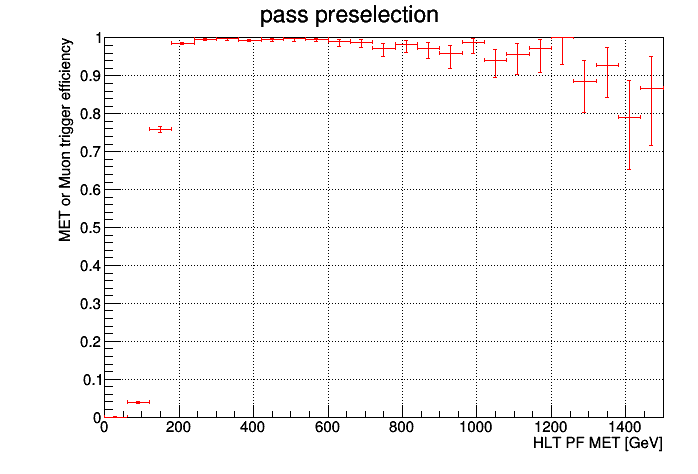 pass preselection
MET or Muon trigger efficiency
1
0.9
0.8
0.7
0.6
0.5
0.4
0.3
0.2
0.1
0
0 200 400 600 800 1000 1200 1400
HLT PF MET [GeV]